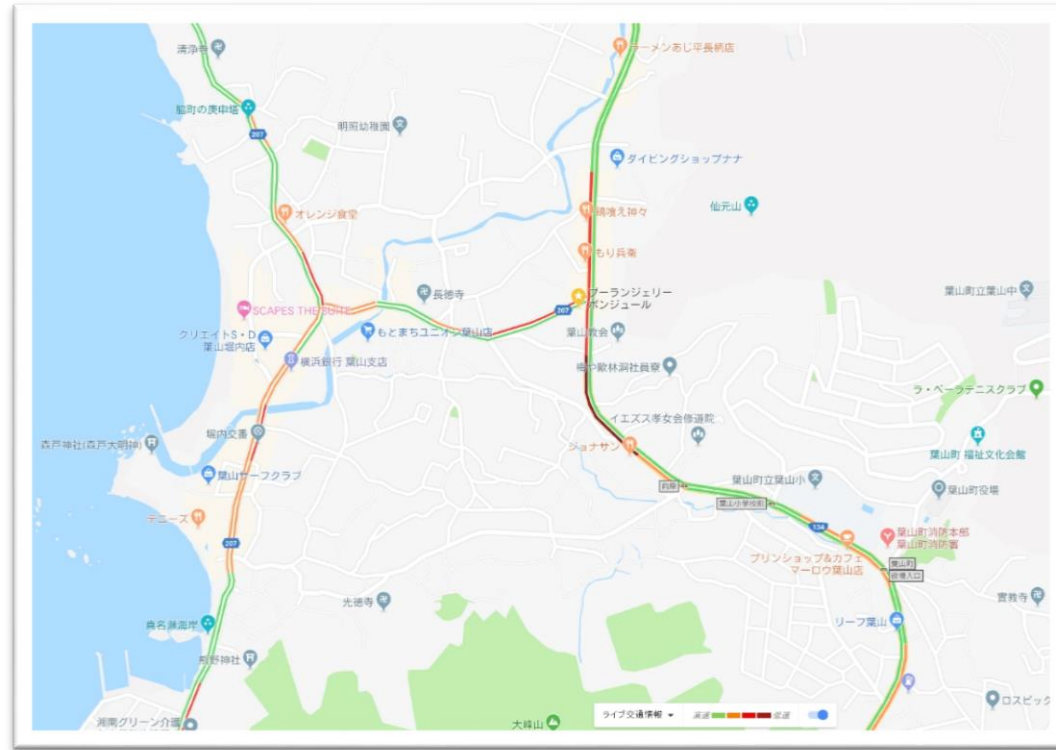 清浄寺
ラーメンあじ平長柄店
脇町の庚申塔
207
明照幼稚園
ダイビングショップナナ
オレンジ食堂
鶏喰え神々
仙元山
もり兵衛
長徳寺
ブーランジェリー
ボンジュール
葉山町立葉山中
SCAPES THE SUITE
207
クリエイトS・D
葉山堀内店
もとまちユニオン葉山店
葉山教会
横浜銀行 葉山支店
ラ・ベーラテニスクラブ
イエズス孝女会修道院
堀内交番
森戸神社(森戸大明神)
ジョナサン
葉山町 福祉文化会館
葉山サーフクラブ
葉山町立葉山小
葉山町役場
葉山小学校前
デニーズ
134
207
葉山町消防本部
葉山町消防署
プリンショップ&カフェ
マーロウ葉山店
葉山町
光徳寺
リーフ葉山
熊野神社
湘南グリーン介護
大峰山
ライブ交通情報
高速
低速
ロスピック